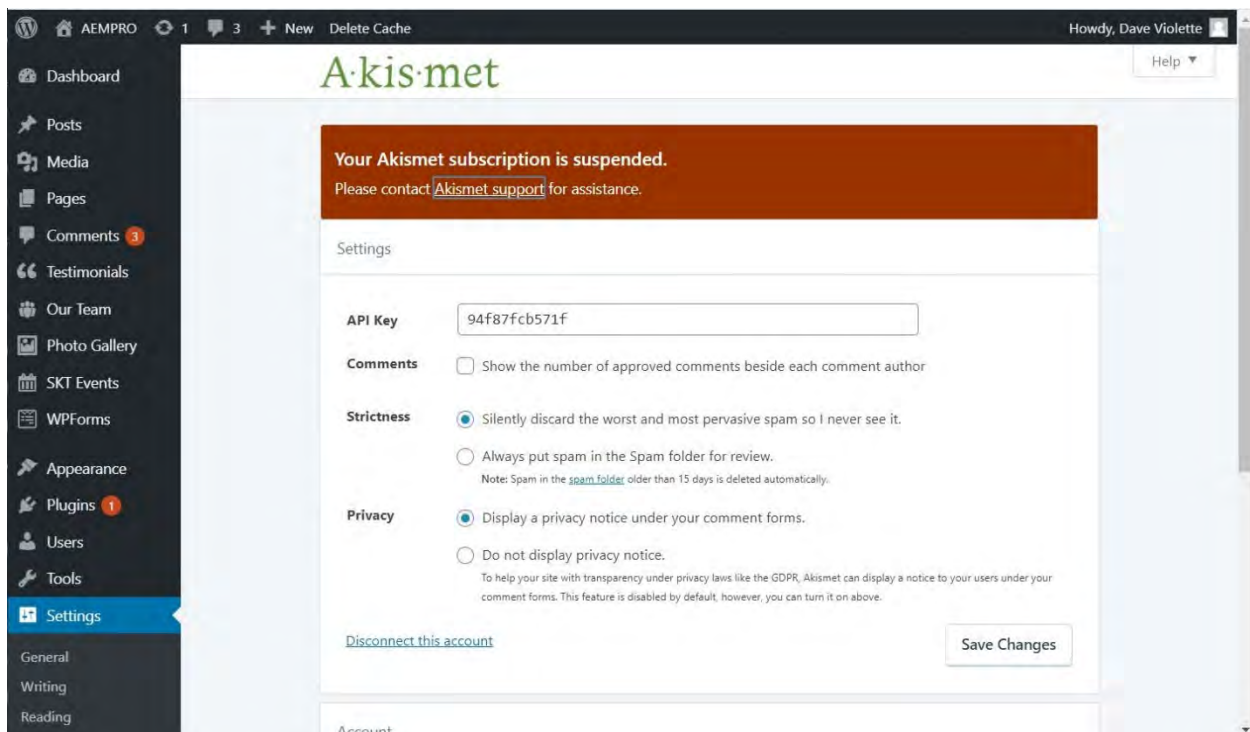 AEMPRO 1 3 + New Delete Cache Howdy, Dave Violette
Dashboard
Posts
Media
Pages
Comments 3
Testimonials
Our Team
Photo Gallery
SKT Events
WPForms
Appearance
Plugins 1
Users
Tools
Settings
General
Writing
Reading
A·kis·met
Help ▼
Your Akismet subscription is suspended.
Please contact Akismet support for assistance.
Settings
API Key 94f87fcb571f
Comments Show the number of approved comments beside each comment author
Strictness Silently discard the worst and most pervasive spam so I never see it.
Always put spam in the Spam folder for review.
Note: Spam in the spam folder older than 15 days is deleted automatically.
Privacy Display a privacy notice under your comment forms.
Do not display privacy notice.
To help your site with transparency under privacy laws like the GDPR, Akismet can display a notice to your users under your
comment forms. This feature is disabled by default, however, you can turn it on above.
Disconnect this account Save Changes
Account